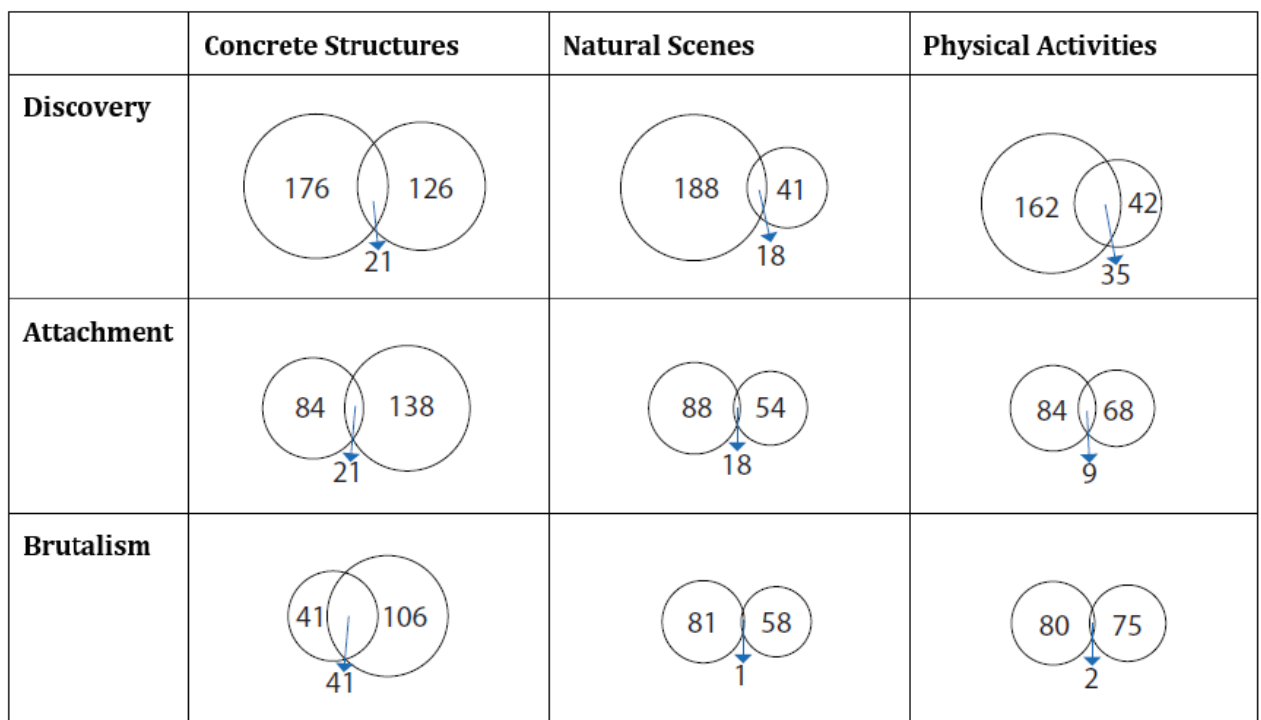 Concrete Structures Natural Scenes Physical Activities
Discovery
176 126 21
188 41 18
162 42 35
Attachment
84 138 21
88 54 18
84 68 9
Brutalism
41 106 41
81 58 1
80 75 2